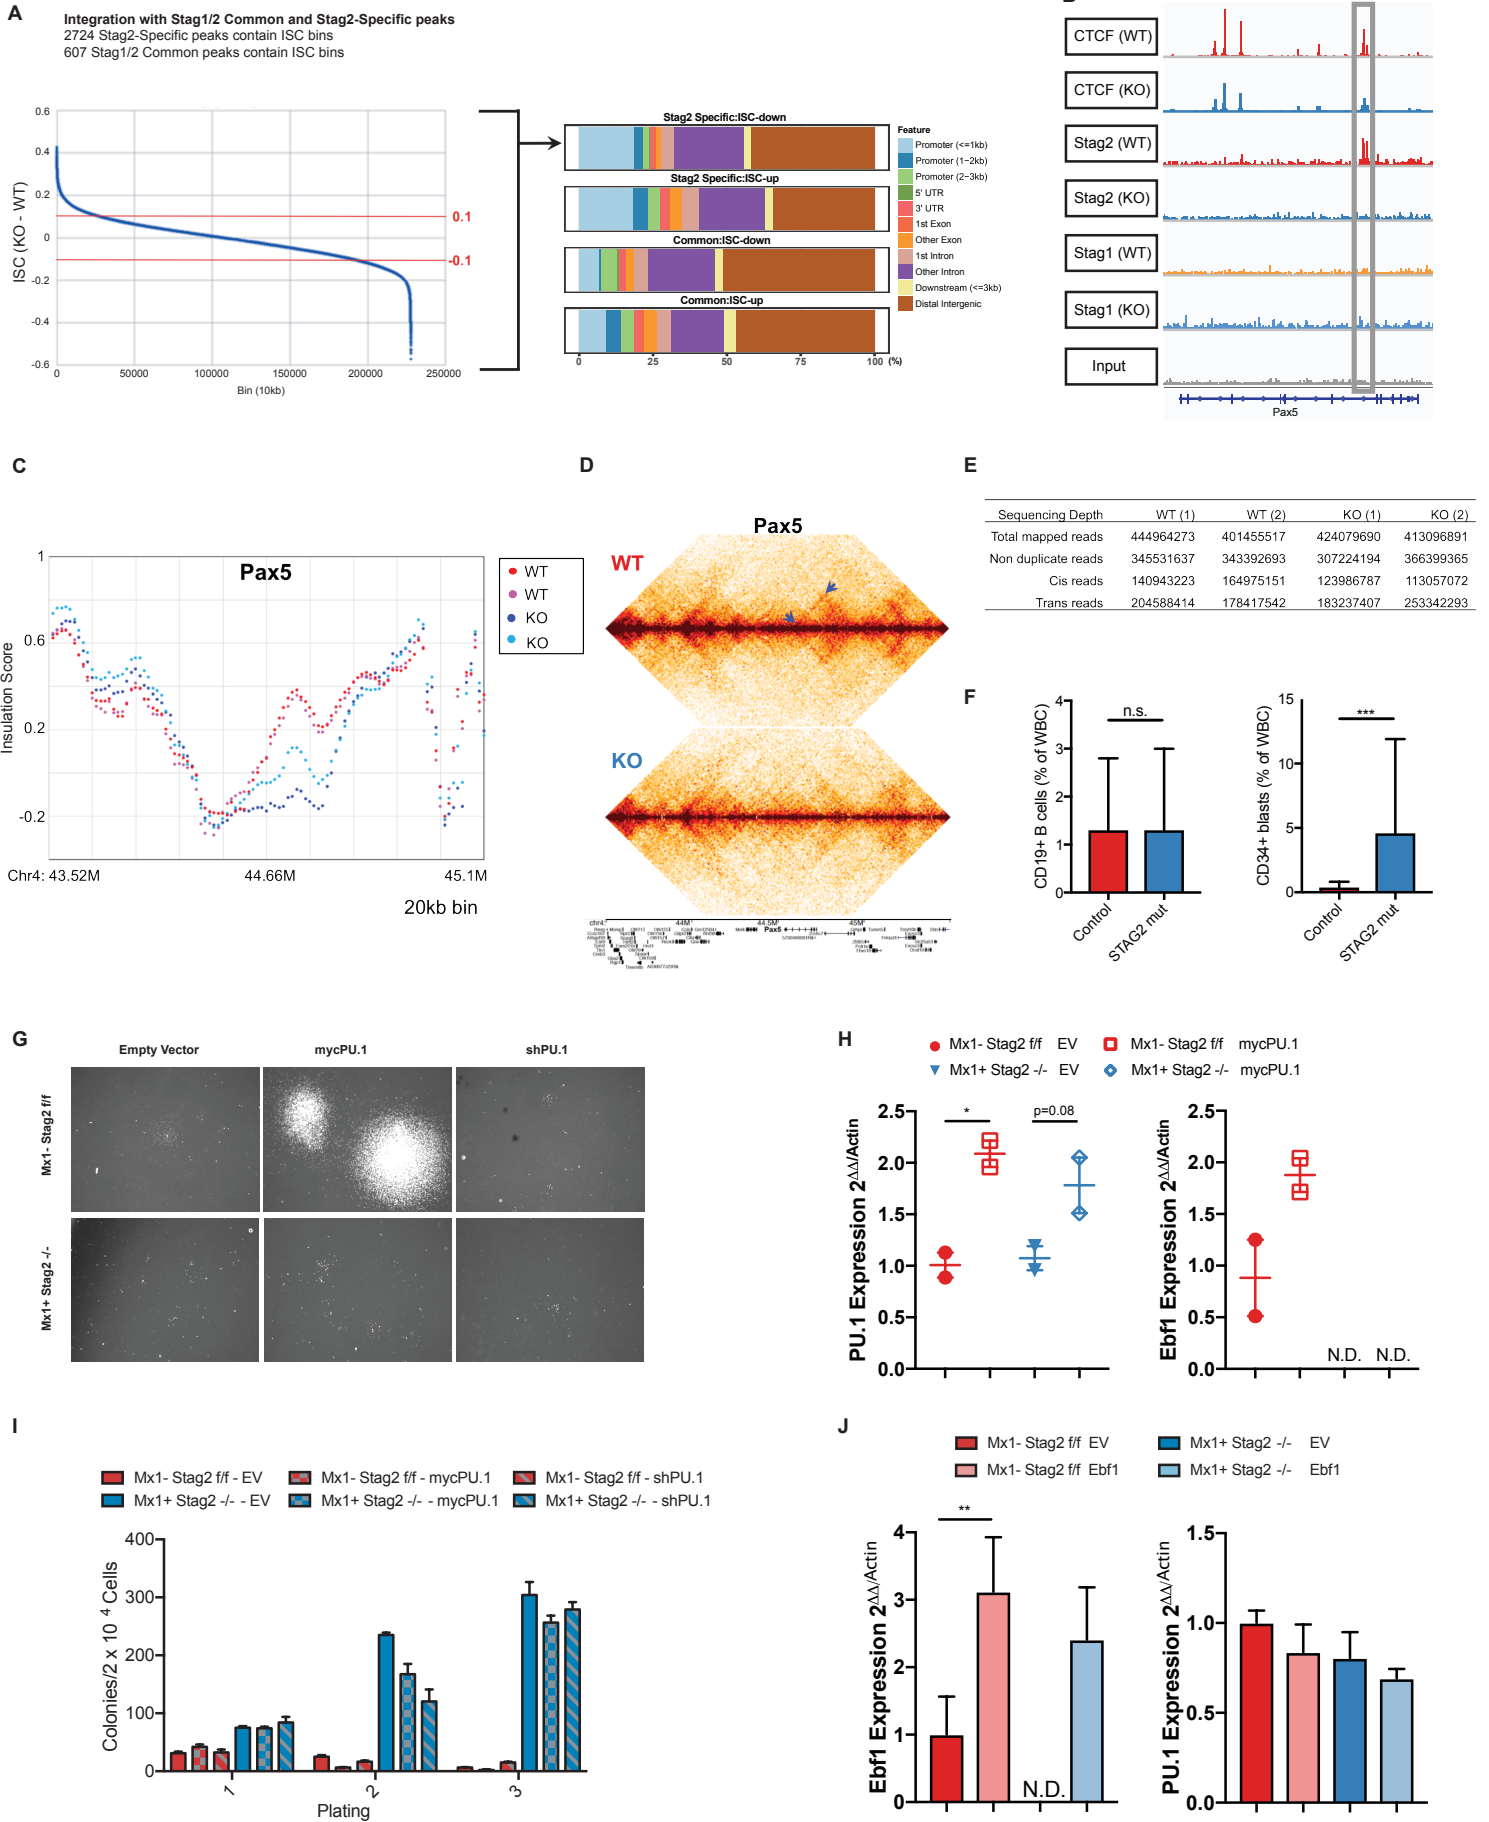 A
Integration with Stag1/2 Common and Stag2-Specific peaks
2724 Stag2-Specific peaks contain ISC bins
607 Stag1/2 Common peaks contain ISC bins
ISC (KO - WT)
0.6
0.4
0.2
0
-0.2
-0.4
-0.6
0.1
-0.1
0
50000
100000
150000
200000
250000
Bin (10kb)
Stag2 Specific:ISC-down
Stag2 Specific:ISC-up
Common:ISC-down
Common:ISC-up
0
25
50
75
100 (%)
Feature
Promoter (<=1kb)
Promoter (1-2kb)
Promoter (2-3kb)
5' UTR
3' UTR
1st Exon
Other Exon
1st Intron
Other Intron
Downstream (<=3kb)
Distal Intergenic
CTCF (WT)
CTCF (KO)
Stag2 (WT)
Stag2 (KO)
Stag1 (WT)
Stag1 (KO)
Input
Pax5
C
Pax5
Insulation Score
1
0.6
0.2
-0.2
Chr4: 43.52M
44.66M
45.1M
20kb bin
WT
WT
KO
KO
D
Pax5
WT
KO
chr4:
44M
44.5M
45M
Pax5
E
Sequencing Depth WT (1) WT (2) KO (1) KO (2)
Total mapped reads 444964273 401455517 424079690 413096891
Non duplicate reads 345531637 343392693 307224194 366399365
Cis reads 140943223 164975151 123986787 113057072
Trans reads 204588414 178417542 183237407 253342293
F
CD19+ B cells (% of WBC)
4
3
2
1
0
n.s.
Control
STAG2 mut
CD34+ blasts (% of WBC)
15
10
5
0
***
Control
STAG2 mut
G
Empty Vector
mycPU.1
shPU.1
Mx1- Stag2 f/f
Mx1+ Stag2 -/-
H
Mx1- Stag2 f/f EV
Mx1- Stag2 f/f mycPU.1
Mx1+ Stag2 -/- EV
Mx1+ Stag2 -/- mycPU.1
PU.1 Expression 2ΔΔ/Actin
2.5
2.0
1.5
1.0
0.5
0.0
*
p=0.08
Ebf1 Expression 2ΔΔ/Actin
2.5
2.0
1.5
1.0
0.5
0.0
N.D.
N.D.
I
Mx1- Stag2 f/f - EV
Mx1- Stag2 f/f - mycPU.1
Mx1- Stag2 f/f - shPU.1
Mx1+ Stag2 -/- - EV
Mx1+ Stag2 -/- - mycPU.1
Mx1+ Stag2 -/- - shPU.1
Colonies/2 x 10 4 Cells
400
300
200
100
0
1
2
3
Plating
J
Mx1- Stag2 f/f EV
Mx1+ Stag2 -/- EV
Mx1- Stag2 f/f Ebf1
Mx1+ Stag2 -/- Ebf1
Ebf1 Expression 2ΔΔ/Actin
4
3
2
1
0
**
N.D.
PU.1 Expression 2ΔΔ/Actin
1.5
1.0
0.5
0.0